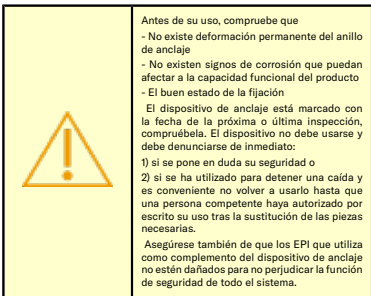 Antes de su uso, compruebe que
- No existe deformación permanente del anillo
de anclaje
- No existen signos de corrosión que puedan
afectar a la capacidad funcional del producto
- El buen estado de la fijación
El dispositivo de anclaje está marcado con
la fecha de la próxima o última inspección,
compruébela. El dispositivo no debe usarse y
debe denunciarse de inmediato:
1) si se pone en duda su seguridad o
2) si se ha utilizado para detener una caída y
es conveniente no volver a usarlo hasta que
una persona competente haya autorizado por
escrito su uso tras la sustitución de las piezas
necesarias.
Asegúrese también de que los EPI que utiliza
como complemento del dispositivo de anclaje
no estén dañados para no perjudicar la función
de seguridad de todo el sistema.